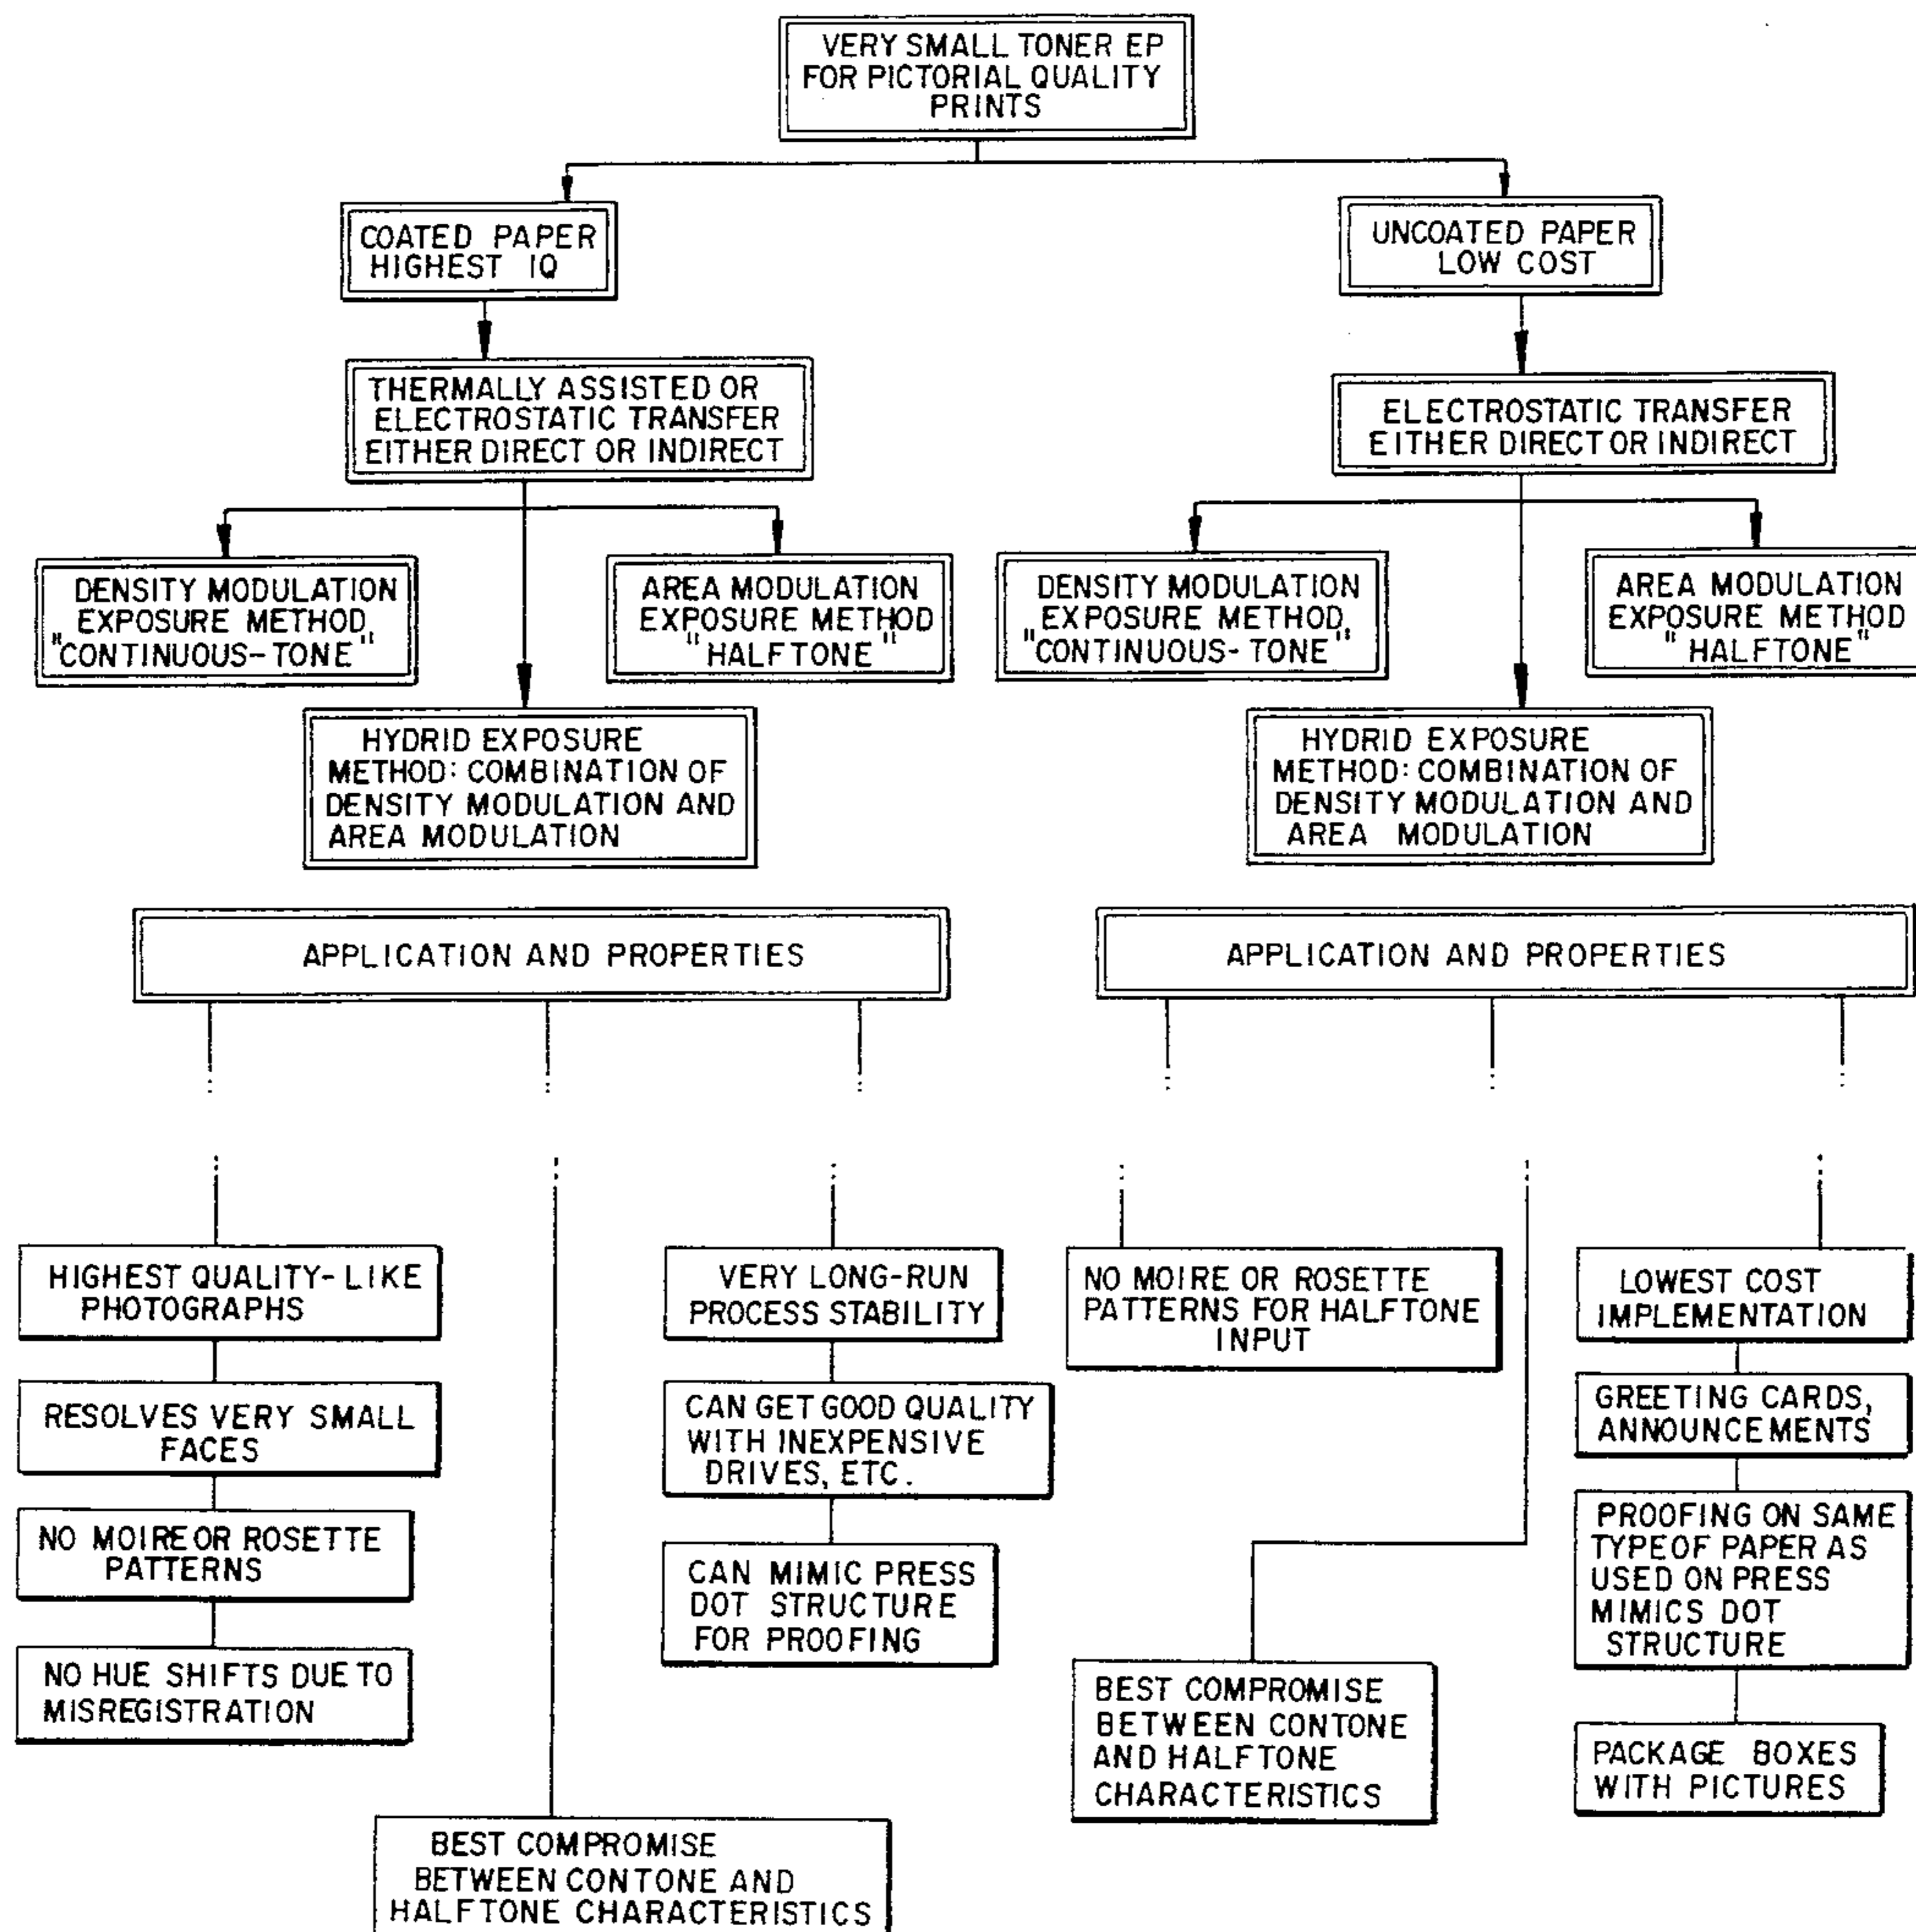 VERY SMALL TONER EP
FOR PICTORIAL QUALITY
PRINTS
COATED PAPER
HIGHEST IQ
UNCOATED PAPER
LOW COST
THERMALLY ASSISTED OR
ELECTROSTATIC TRANSFER
EITHER DIRECT OR INDIRECT
ELECTROSTATIC TRANSFER
EITHER DIRECT OR INDIRECT
DENSITY MODULATION
EXPOSURE METHOD
"CONTINUOUS-TONE"
AREA MODULATION
EXPOSURE METHOD
"HALFTONE"
DENSITY MODULATION
EXPOSURE METHOD
"CONTINUOUS-TONE"
AREA MODULATION
EXPOSURE METHOD
"HALFTONE"
HYDRID EXPOSURE
METHOD: COMBINATION OF
DENSITY MODULATION AND
AREA MODULATION
HYDRID EXPOSURE
METHOD: COMBINATION OF
DENSITY MODULATION AND
AREA MODULATION
APPLICATION AND PROPERTIES
APPLICATION AND PROPERTIES
HIGHEST QUALITY-LIKE
PHOTOGRAPHS
RESOLVES VERY SMALL
FACES
NO MOIRE OR ROSETTE
PATTERNS
NO HUE SHIFTS DUE TO
MISREGISTRATION
BEST COMPROMISE
BETWEEN CONTONE AND
HALFTONE CHARACTERISTICS
VERY LONG-RUN
PROCESS STABILITY
CAN GET GOOD QUALITY
WITH INEXPENSIVE
DRIVES, ETC.
CAN MIMIC PRESS
DOT STRUCTURE
FOR PROOFING
NO MOIRE OR ROSETTE
PATTERNS FOR HALFTONE
INPUT
BEST COMPROMISE
BETWEEN CONTONE
AND HALFTONE
CHARACTERISTICS
LOWEST COST
IMPLEMENTATION
GREETING CARDS,
ANNOUNCEMENTS
PROOFING ON SAME
TYPE OF PAPER AS
USED ON PRESS
MIMICS DOT
STRUCTURE
PACKAGE BOXES
WITH PICTURES